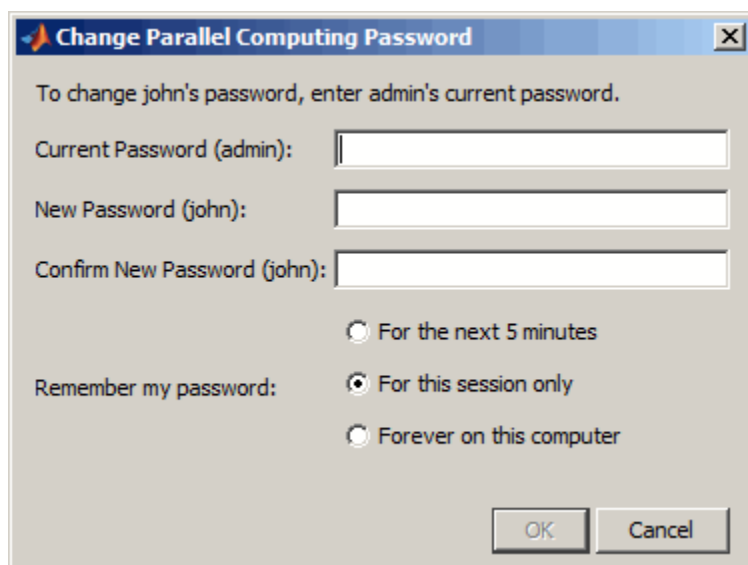 Change Parallel Computing Password
To change john's password, enter admin's current password.
Current Password (admin):
New Password (john):
Confirm New Password (john):
For the next 5 minutes
Remember my password:
For this session only
Forever on this computer
OK Cancel